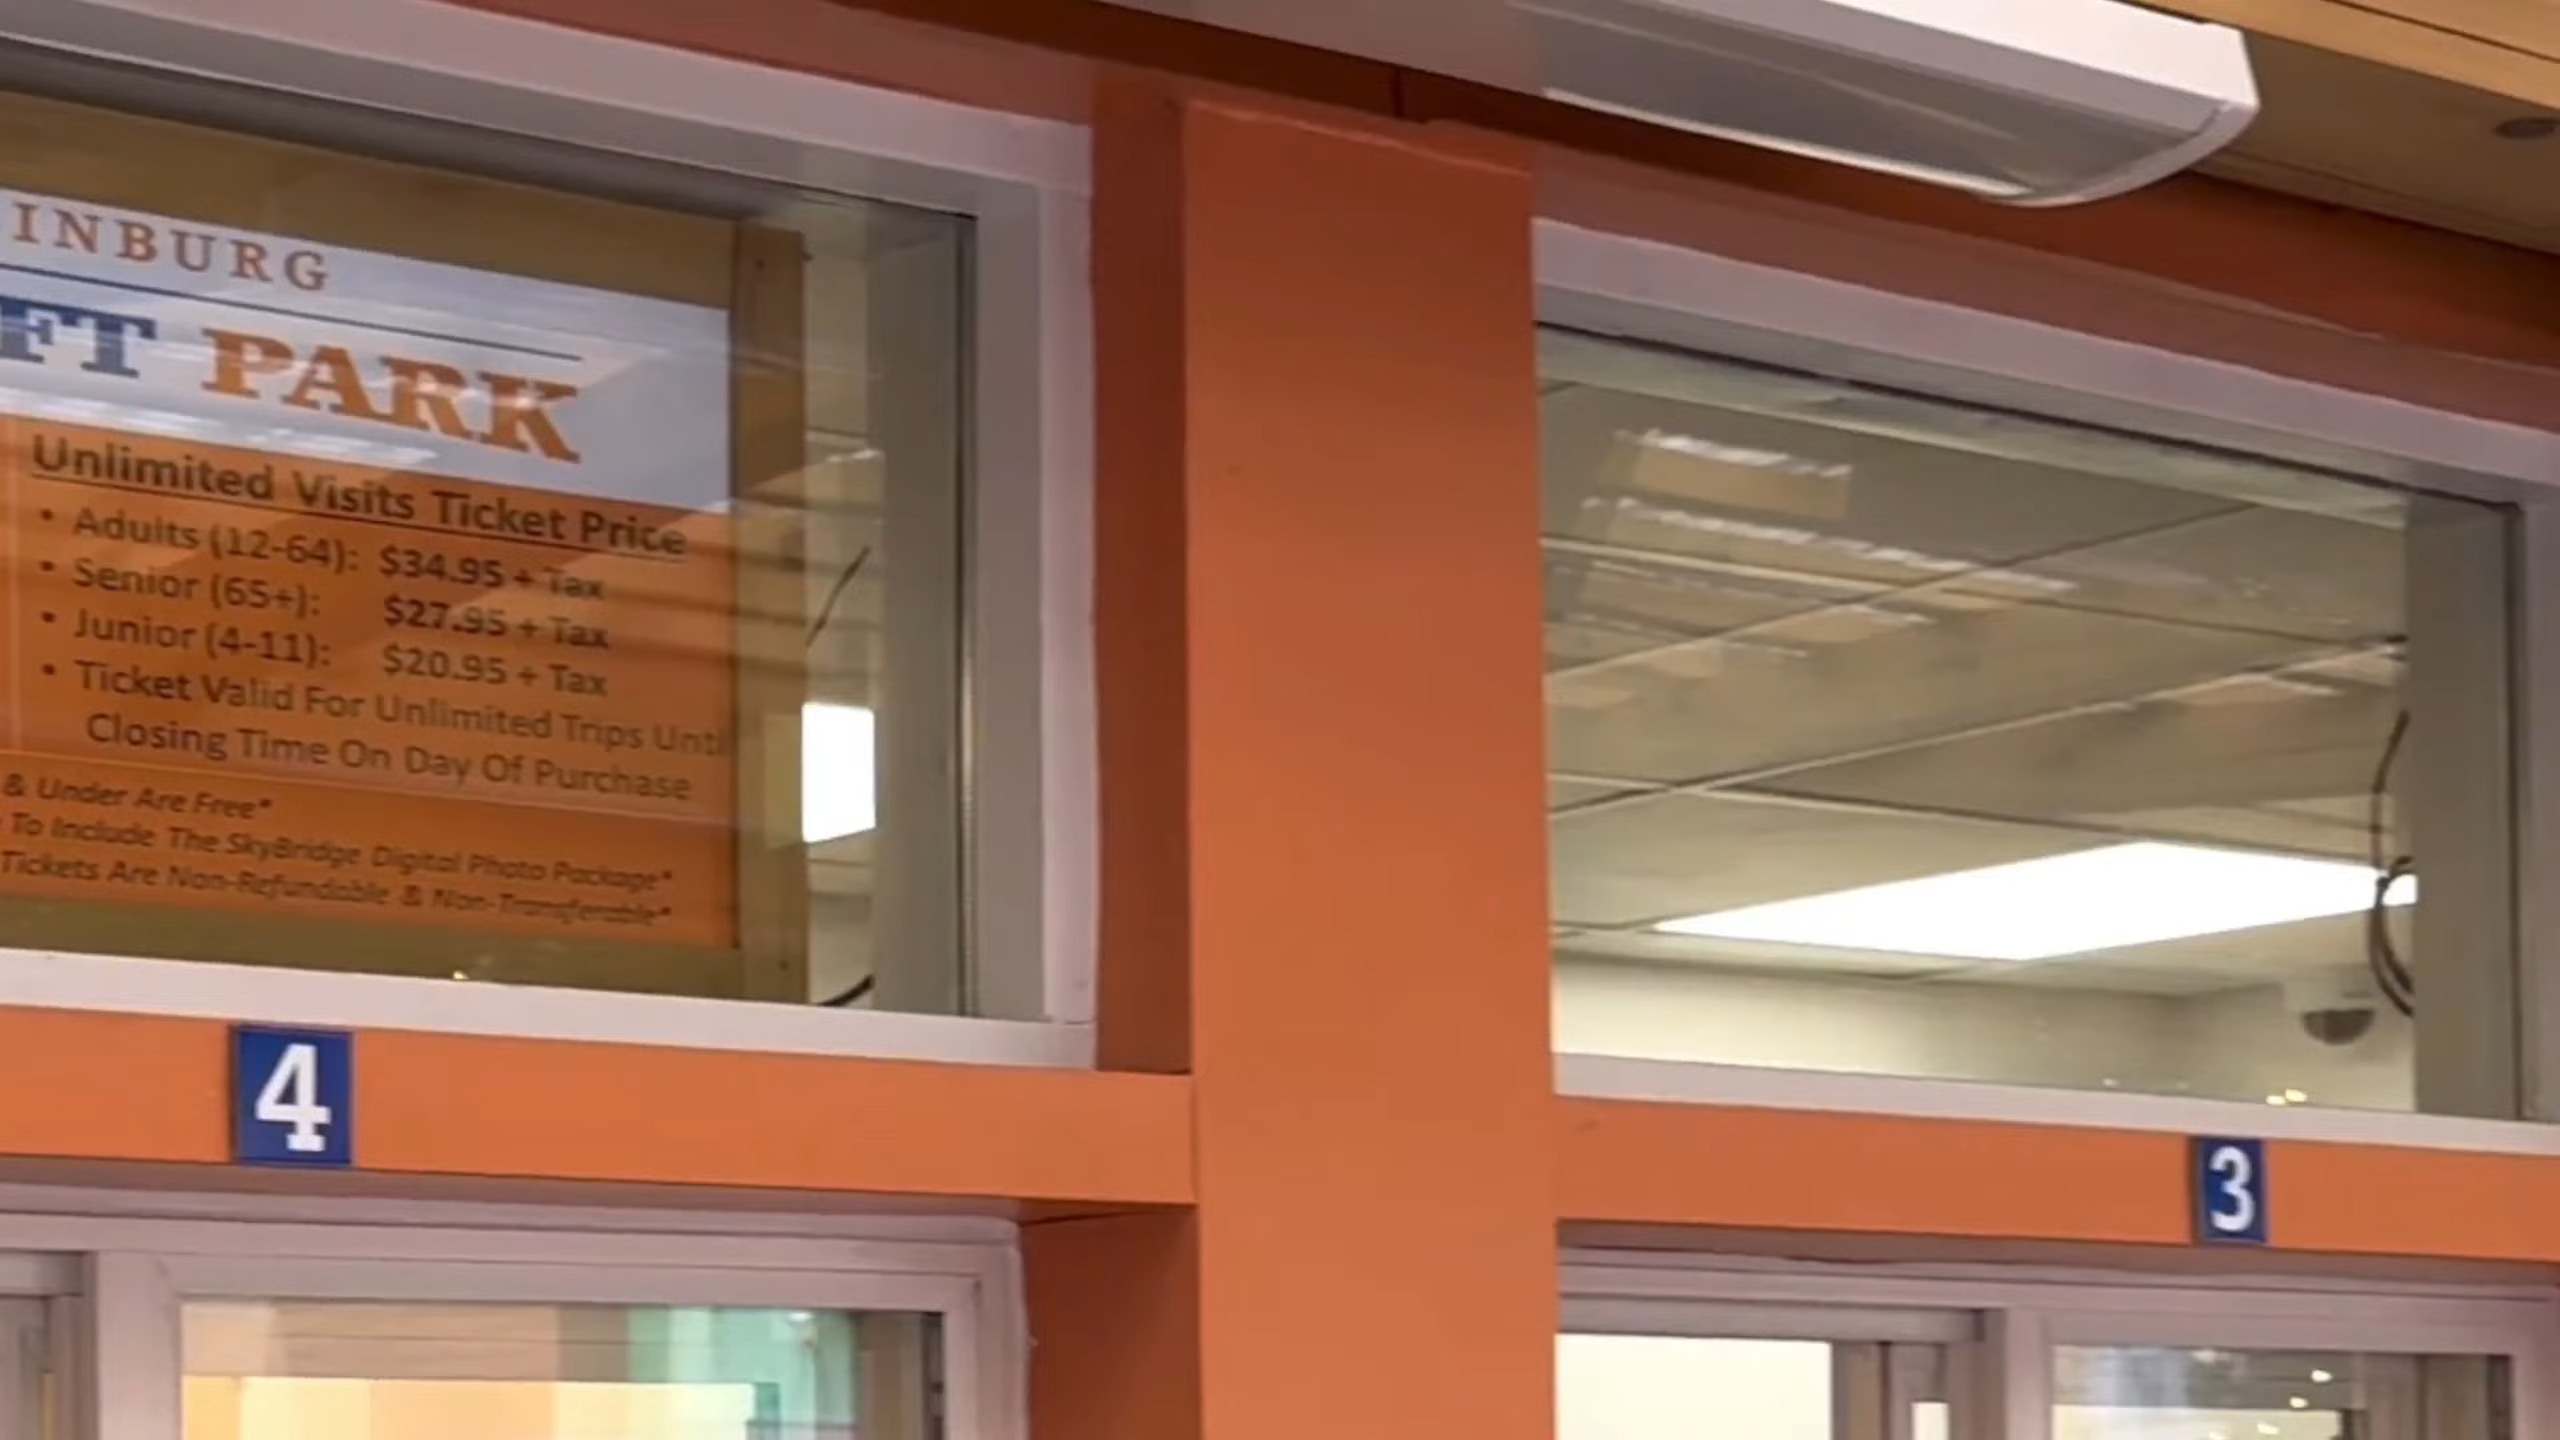 INBURG
FT PARK
Unlimited Visits Ticket Price
• Adults (12-64): $34.95 + Tax
• Senior (65+): $27.95 + Tax
• Junior (4-11): $20.95 + Tax
• Ticket Valid For Unlimited Trips Unti
Closing Time On Day Of Purchase
& Under Are Free*
To Include The SkyBridge Digital Photo Package*
Tickets Are Non-Refundable & Non-Transferable*
4
3